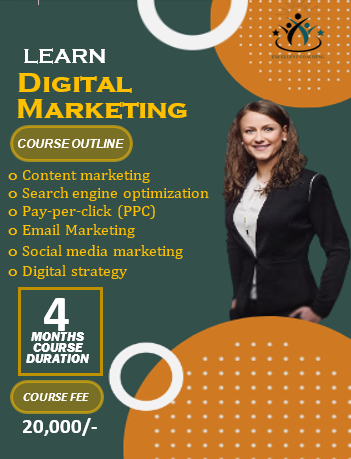 LEARN
DIGITAL
MARKETING
COURSE OUTLINE
o Content marketing
o Search engine optimization
o Pay-per-click (PPC)
o Email Marketing
o Social media marketing
o Digital strategy
4
MONTHS
COURSE
DURATION
COURSE FEE
20,000/-